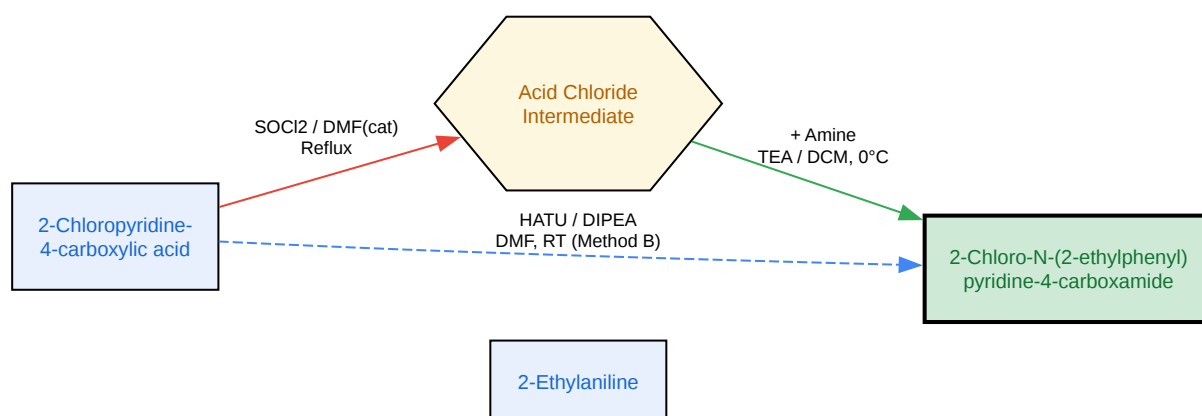 Acid Chloride
Intermediate
SOCl2 / DMF(cat)
Reflux
+ Amine
TEA / DCM, 0°C
2-Chloropyridine-
4-carboxylic acid
HATU / DIPEA
DMF, RT (Method B)
2-Chloro-N-(2-ethylphenyl)
pyridine-4-carboxamide
2-Ethylaniline